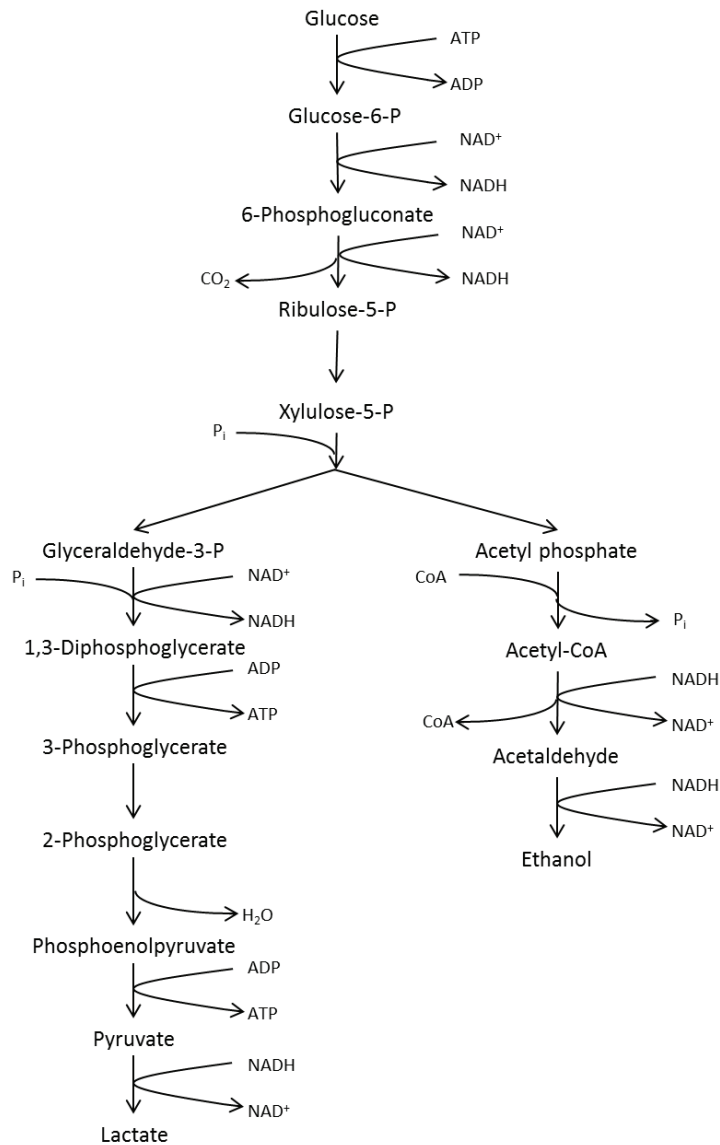 Glucose
ATP
ADP
Glucose-6-P
NAD⁺
NADH
6-Phosphogluconate
NAD⁺
CO₂
NADH
Ribulose-5-P
Xylulose-5-P
Pᵢ
Glyceraldehyde-3-P
Pᵢ
NAD⁺
NADH
1,3-Diphosphoglycerate
ADP
ATP
3-Phosphoglycerate
2-Phosphoglycerate
H₂O
Phosphoenolpyruvate
ADP
ATP
Pyruvate
NADH
NAD⁺
Lactate
Acetyl phosphate
CoA
Pᵢ
Acetyl-CoA
NADH
CoA
NAD⁺
Acetaldehyde
NADH
NAD⁺
Ethanol